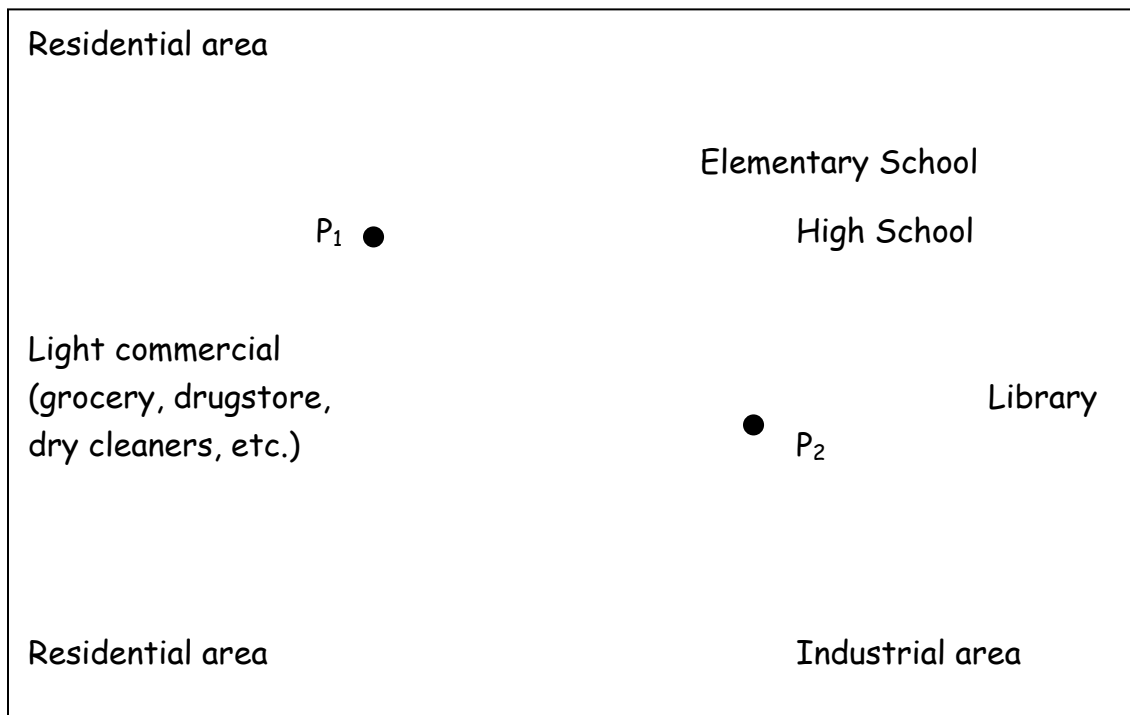 Residential area
Elementary School
P₁
High School
Light commercial
(grocery, drugstore,
dry cleaners, etc.)
Library
P₂
Residential area
Industrial area